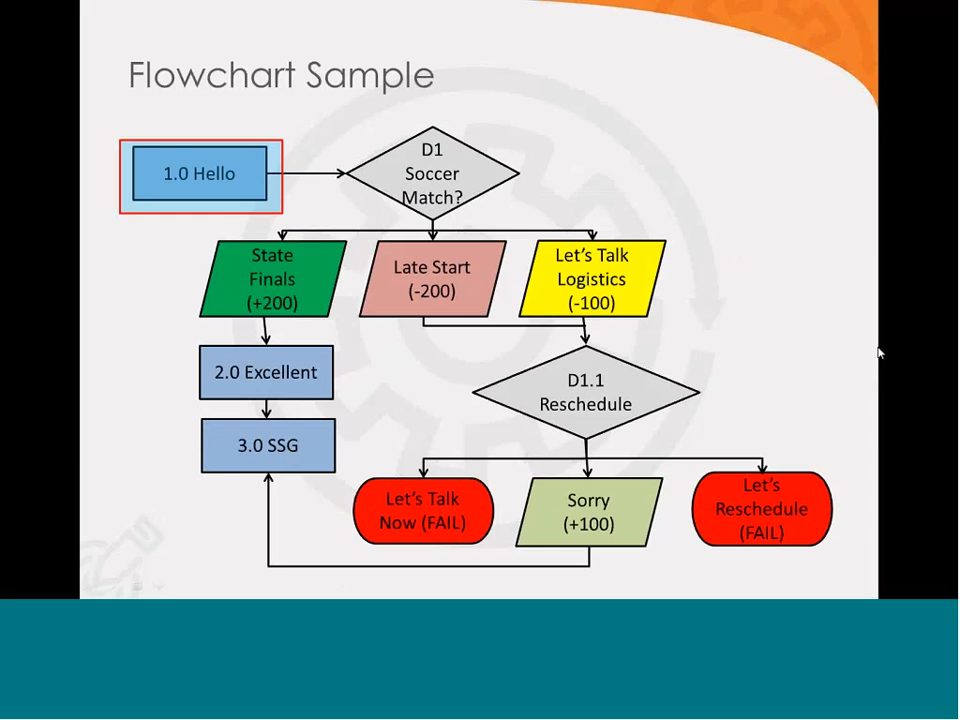 Flowchart Sample
1.0 Hello
D1
Soccer
Match?
State
Finals
(+200)
Late Start
(-200)
Let's Talk
Logistics
(-100)
2.0 Excellent
D1.1
Reschedule
3.0 SSG
Let's Talk
Now (FAIL)
Sorry
(+100)
Let's
Reschedule
(FAIL)